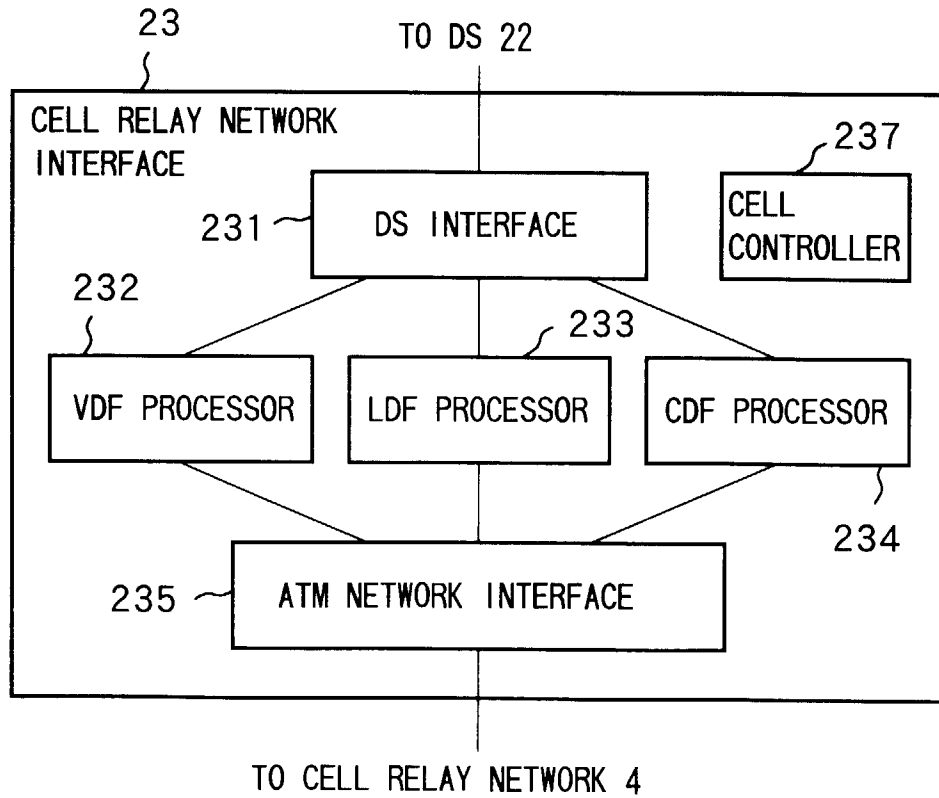 23
TO DS 22
CELL RELAY NETWORK
INTERFACE
237
231
DS INTERFACE
CELL
CONTROLLER
232
233
VDF PROCESSOR
LDF PROCESSOR
CDF PROCESSOR
234
235
ATM NETWORK INTERFACE
TO CELL RELAY NETWORK 4